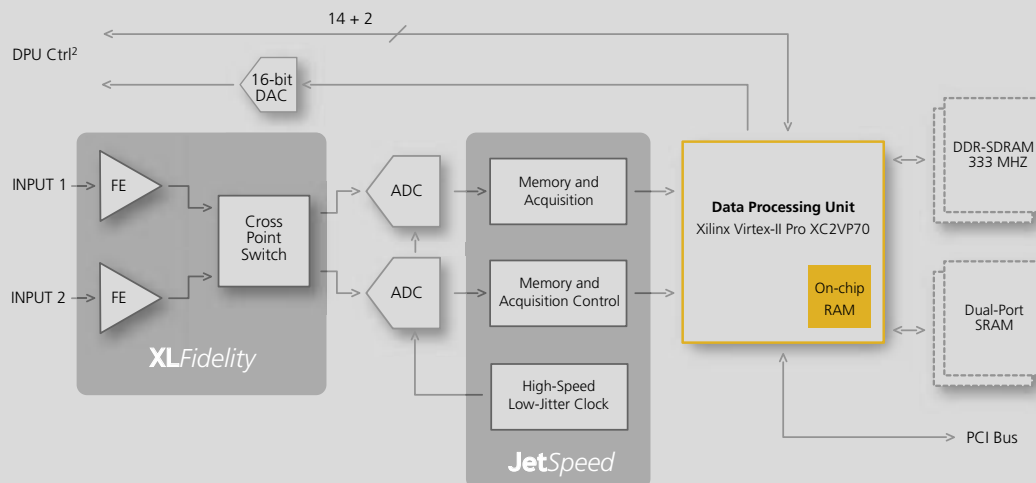 14 + 2
DPU Ctrl²
16-bit
DAC
INPUT 1
FE
Cross
Point
Switch
INPUT 2
FE
XLFidelity
ADC
ADC
Memory and
Acquisition
Memory and
Acquisition Control
High-Speed
Low-Jitter Clock
JetSpeed
Data Processing Unit
Xilinx Virtex-II Pro XC2VP70
On-chip
RAM
DDR-SDRAM
333 MHZ
Dual-Port
SRAM
PCI Bus